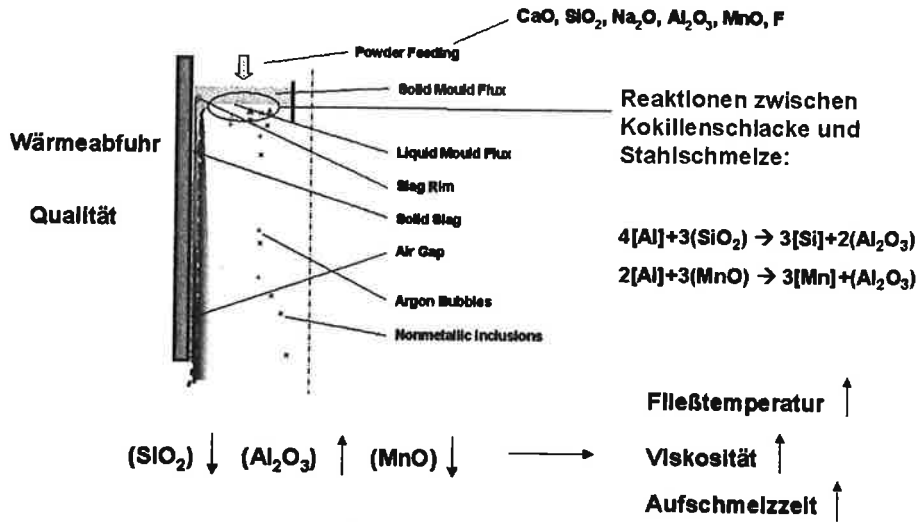 CaO, SiO₂, Na₂O, Al₂O₃, MnO, F
Powder Feeding
Solid Mould Flux
Reaktionen zwischen
Kokillenschlacke und
Stahlschmelze:
Wärmeabfuhr
Liquid Mould Flux
Slag Rim
Qualität
Solid Slag
4[Al]+3(SiO₂) → 3[Si]+2(Al₂O₃)
Air Gap
2[Al]+3(MnO) → 3[Mn]+(Al₂O₃)
Argon Bubbles
Nonmetallic Inclusions
Fließtemperatur ↑
(SiO₂) ↓ (Al₂O₃) ↑ (MnO) ↓ → Viskosität ↑
Aufschmelzzeit ↑